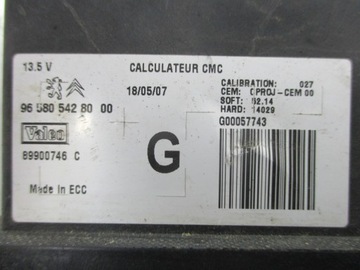 13.5 V
CALCULATEUR CMC
96 580 542 80 00
18/05/07
CALIBRATION: 027
CEM: CPROJ-CEM 00
SOFT: 52.14
HARD: 14029
G00057743
Valeo
89900746 C
G
Made in ECC